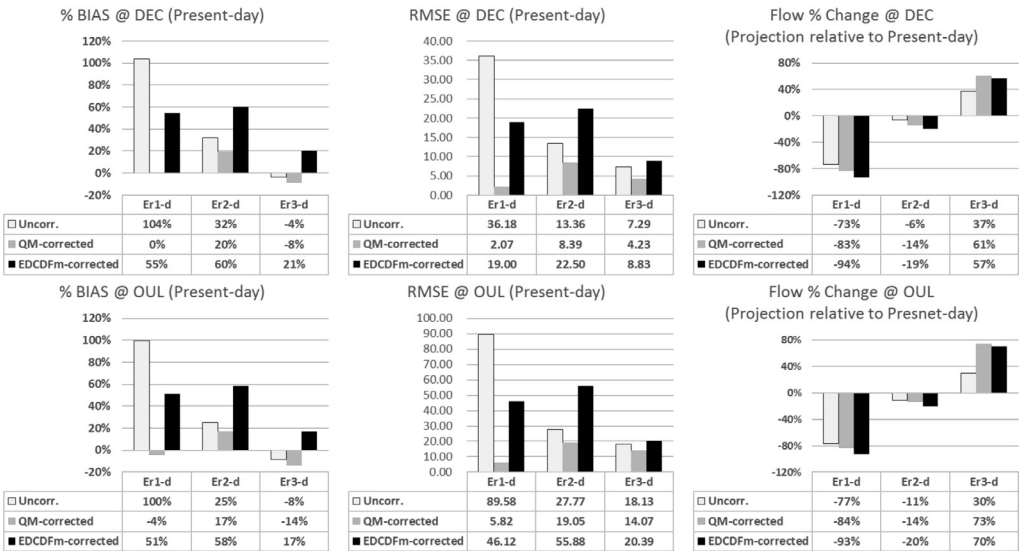 % BIAS @ DEC (Present-day)
120%
100%
80%
60%
40%
20%
0%
-20%
Er1-d Er2-d Er3-d
Uncorr. 104% 32% -4%
QM-corrected 0% 20% -8%
EDCDFm-corrected 55% 60% 21%
RMSE @ DEC (Present-day)
40.00
35.00
30.00
25.00
20.00
15.00
10.00
5.00
0.00
Er1-d Er2-d Er3-d
Uncorr. 36.18 13.36 7.29
QM-corrected 2.07 8.39 4.23
EDCDFm-corrected 19.00 22.50 8.83
Flow % Change @ DEC
(Projection relative to Present-day)
80%
40%
0%
-40%
-80%
-120%
Er1-d Er2-d Er3-d
Uncorr. -73% -6% 37%
QM-corrected -83% -14% 61%
EDCDFm-corrected -94% -19% 57%
% BIAS @ OUL (Present-day)
120%
100%
80%
60%
40%
20%
0%
-20%
Er1-d Er2-d Er3-d
Uncorr. 100% 25% -8%
QM-corrected -4% 17% -14%
EDCDFm-corrected 51% 58% 17%
RMSE @ OUL (Present-day)
100.00
90.00
80.00
70.00
60.00
50.00
40.00
30.00
20.00
10.00
0.00
Er1-d Er2-d Er3-d
Uncorr. 89.58 27.77 18.13
QM-corrected 5.82 19.05 14.07
EDCDFm-corrected 46.12 55.88 20.39
Flow % Change @ OUL
(Projection relative to Presnet-day)
80%
40%
0%
-40%
-80%
-120%
Er1-d Er2-d Er3-d
Uncorr. -77% -11% 30%
QM-corrected -84% -14% 73%
EDCDFm-corrected -93% -20% 70%